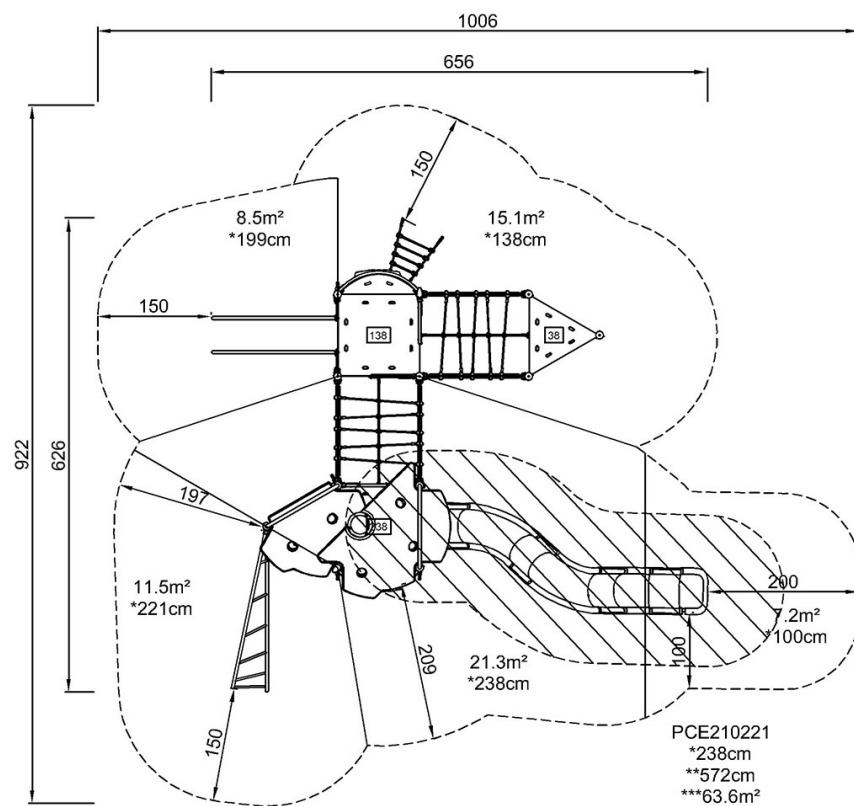 1006
656
150
8.5m²
*199cm
15.1m²
*138cm
150
138
38
922
626
197
11.5m²
*221cm
200
7.2m²
*100cm
100
209
21.3m²
*238cm
150
PCE210221
*238cm
**572cm
***63.6m²